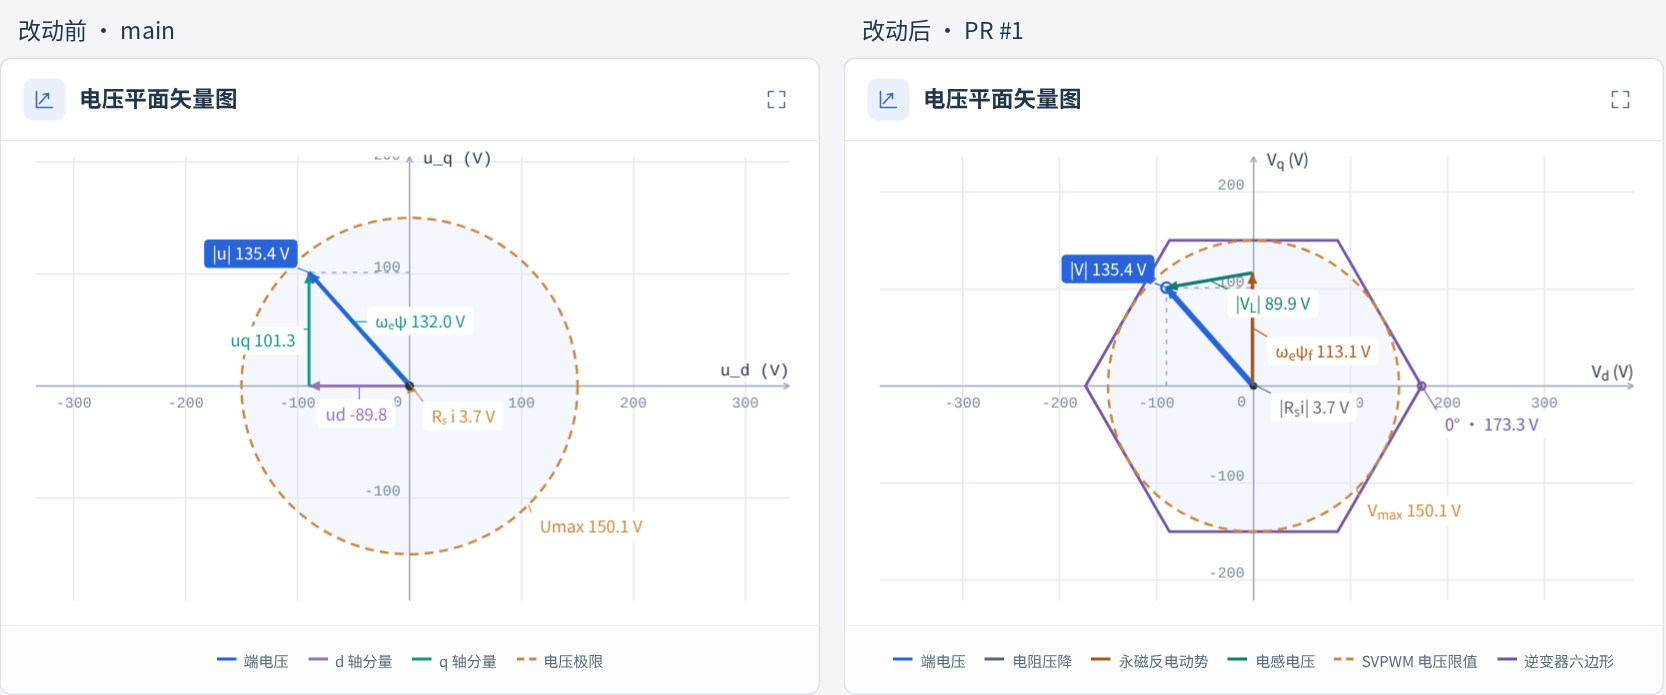 改动前 • main
电压平面矢量图
200
u_q (V)
|u| 135.4 V
100
ωₑψ 132.0 V
uq 101.3
u_d (V)
-300
-200
-100
0
100
200
300
ud -89.8
Rₛ i 3.7 V
-100
Umax 150.1 V
端电压
d 轴分量
q 轴分量
电压极限
改动后 • PR #1
电压平面矢量图
V_q (V)
200
|V| 135.4 V
100
|V_L| 89.9 V
ωₑψ_f 113.1 V
V_d (V)
-300
-200
-100
0
200
300
|Rₛi| 3.7 V
0° • 173.3 V
-100
V_max 150.1 V
-200
端电压
电阻压降
永磁反电动势
电感电压
SVPWM 电压限值
逆变器六边形